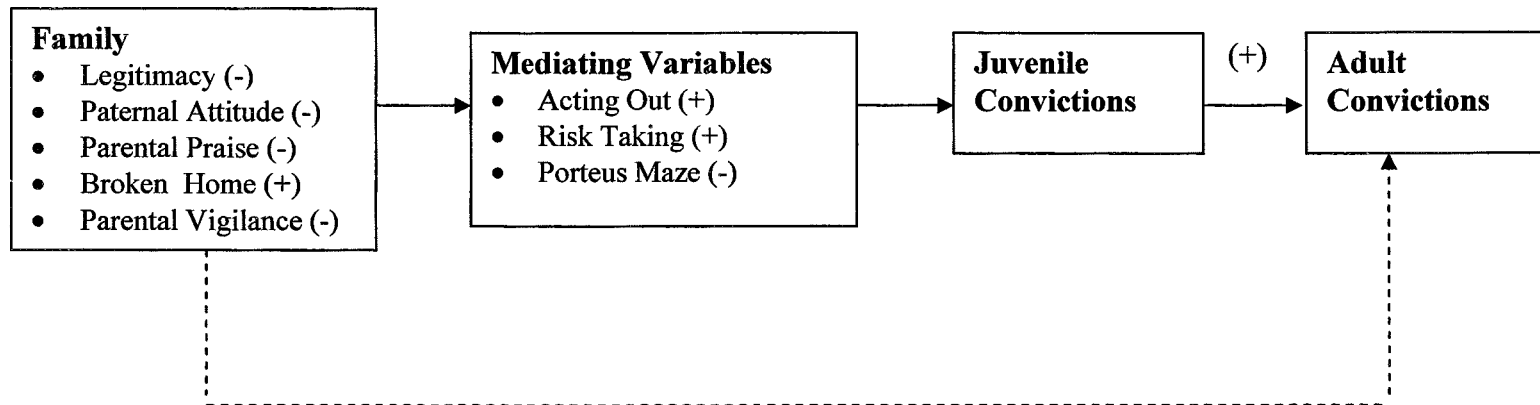 Family
• Legitimacy (-)
• Paternal Attitude (-)
• Parental Praise (-)
• Broken Home (+)
• Parental Vigilance (-)
Mediating Variables
• Acting Out (+)
• Risk Taking (+)
• Porteus Maze (-)
Juvenile
Convictions
(+)
Adult
Convictions